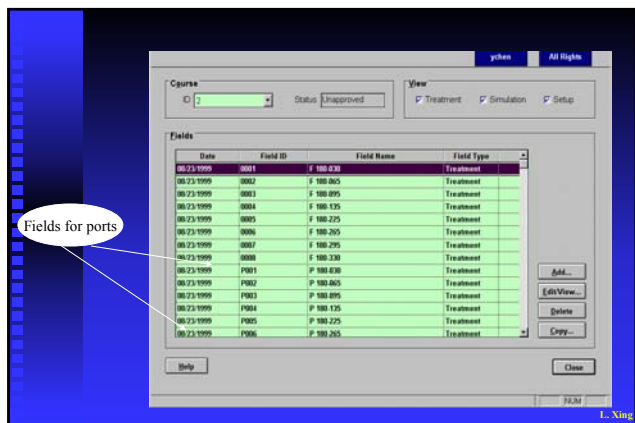 ychen All Rights
Course View
ID 2 Status Unapproved Treatment Simulation Setup
Fields
Date Field ID Field Name Field Type
08/23/1999 0001 F 180-030 Treatment
08/23/1999 0002 F 180-065 Treatment
08/23/1999 0003 F 180-095 Treatment
08/23/1999 0004 F 180-135 Treatment
08/23/1999 0005 F 180-225 Treatment
08/23/1999 0006 F 180-265 Treatment
08/23/1999 0007 F 180-295 Treatment
08/23/1999 0008 F 180-330 Treatment
08/23/1999 P001 P 180-030 Treatment
08/23/1999 P002 P 180-065 Treatment
08/23/1999 P003 P 180-095 Treatment
08/23/1999 P004 P 180-135 Treatment
08/23/1999 P005 P 180-225 Treatment
08/23/1999 P006 P 180-265 Treatment
Fields for ports
Add...
Edit/View...
Delete
Copy...
Help Close
NUM
L. Xing